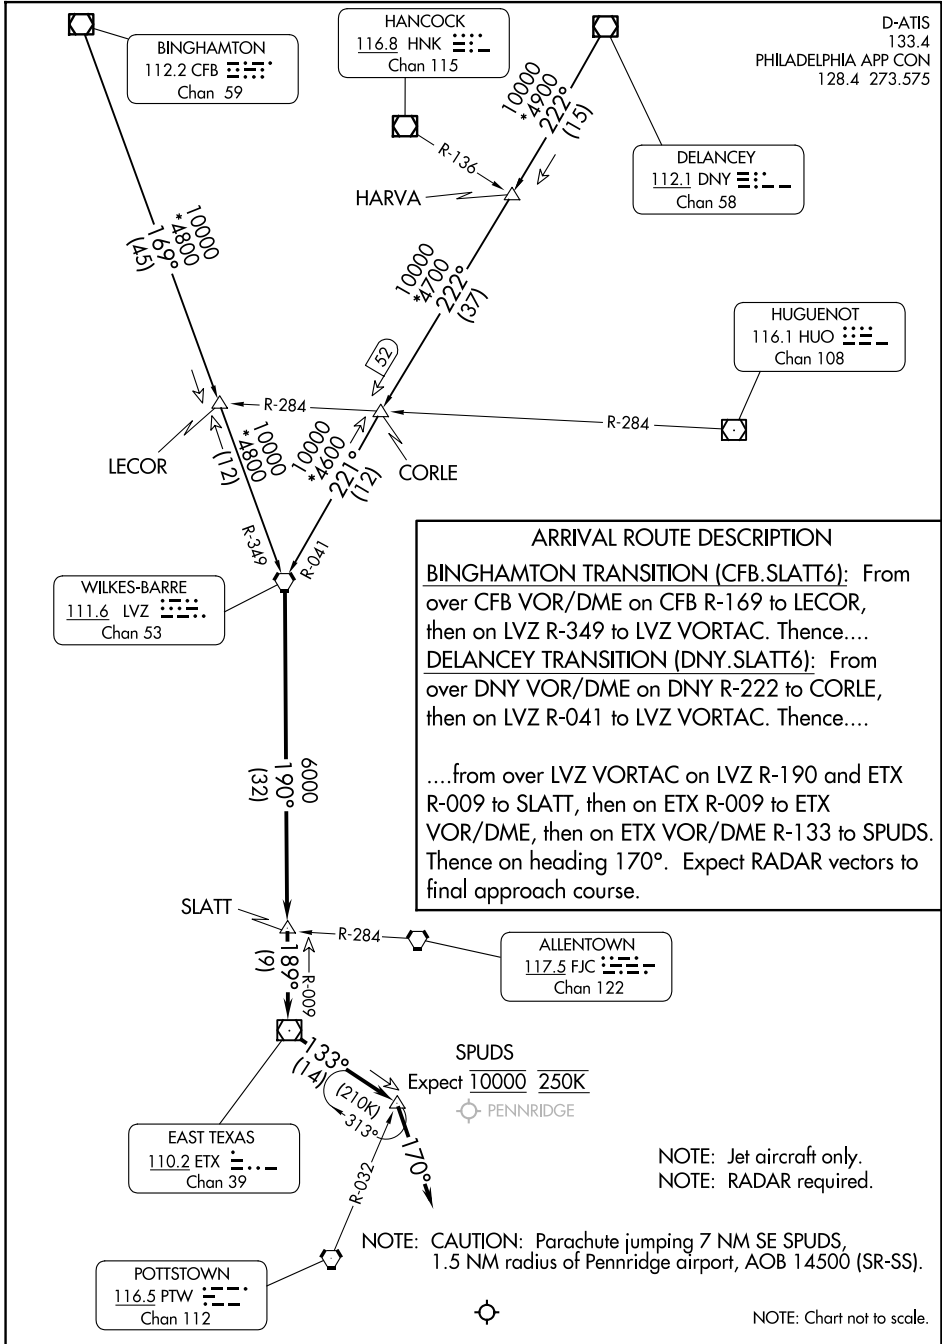 BINGHAMTON
112.2 CFB
Chan 59
HANCOCK
116.8 HNK
Chan 115
D-ATIS
133.4
PHILADELPHIA APP CON
128.4 273.575
10000
*4900
222°
(15)
R-136
DELANCEY
112.1 DNY
Chan 58
HARVA
10000
*4800
169°
(45)
10000
*4700
222°
(37)
HUGUENOT
116.1 HUO
Chan 108
52
R-284
R-284
LECOR
10000
*4800
(12)
10000
*4600
221°
(12)
CORLE
R-349
R-041
WILKES-BARRE
111.6 LVZ
Chan 53
ARRIVAL ROUTE DESCRIPTION
BINGHAMTON TRANSITION (CFB.SLATT6): From
over CFB VOR/DME on CFB R-169 to LECOR,
then on LVZ R-349 to LVZ VORTAC. Thence....
DELANCEY TRANSITION (DNY.SLATT6): From
over DNY VOR/DME on DNY R-222 to CORLE,
then on LVZ R-041 to LVZ VORTAC. Thence....
....from over LVZ VORTAC on LVZ R-190 and ETX
R-009 to SLATT, then on ETX R-009 to ETX
VOR/DME, then on ETX VOR/DME R-133 to SPUDS.
Thence on heading 170°. Expect RADAR vectors to
final approach course.
6000
190°
(32)
SLATT
R-284
ALLENTOWN
117.5 FJC
Chan 122
189°
(9)
R-009
133°
(14)
(210K)
313°
SPUDS
Expect 10000 250K
PENNRIDGE
EAST TEXAS
110.2 ETX
Chan 39
170°
R-032
NOTE: Jet aircraft only.
NOTE: RADAR required.
NOTE: CAUTION: Parachute jumping 7 NM SE SPUDS,
1.5 NM radius of Pennridge airport, AOB 14500 (SR-SS).
POTTSTOWN
116.5 PTW
Chan 112
NOTE: Chart not to scale.